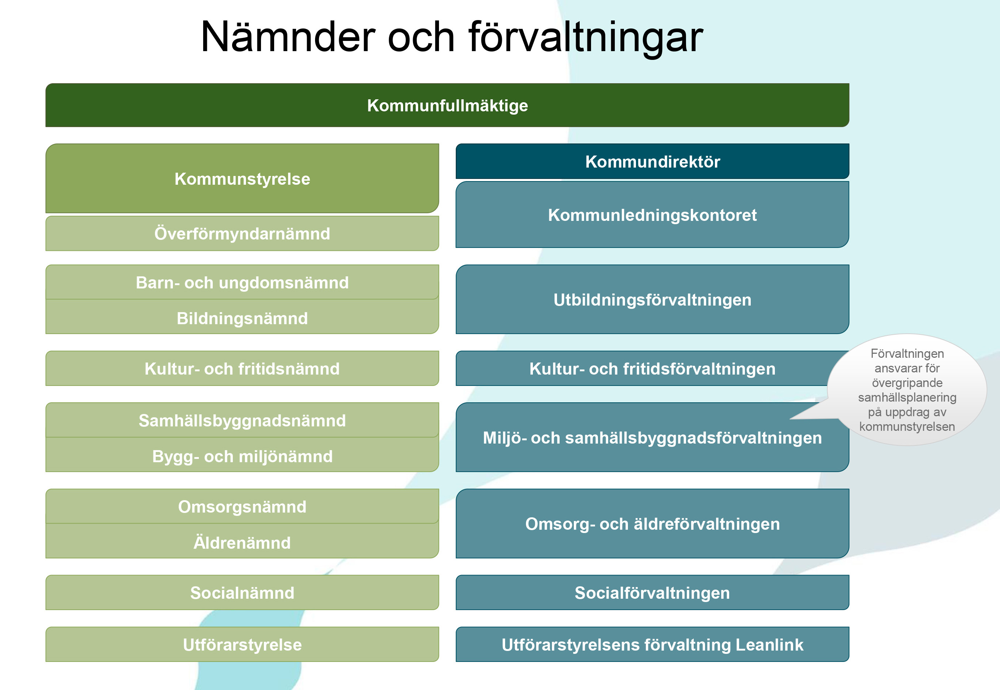 Nämnder och förvaltningar
Kommunfullmäktige
Kommunstyrelse
Kommundirektör
Kommunledningskontoret
Överförmyndarnämnd
Barn- och ungdomsnämnd
Bildningsnämnd
Utbildningsförvaltningen
Kultur- och fritidsnämnd
Kultur- och fritidsförvaltningen
Förvaltningen
ansvarar för
övergripande
samhällsplanering
på uppdrag av
kommunstyrelsen
Samhällsbyggnadsnämnd
Bygg- och miljönämnd
Miljö- och samhällsbyggnadsförvaltningen
Omsorgsnämnd
Äldrenämnd
Omsorg- och äldreförvaltningen
Socialnämnd
Socialförvaltningen
Utförarstyrelse
Utförarstyrelsens förvaltning Leanlink